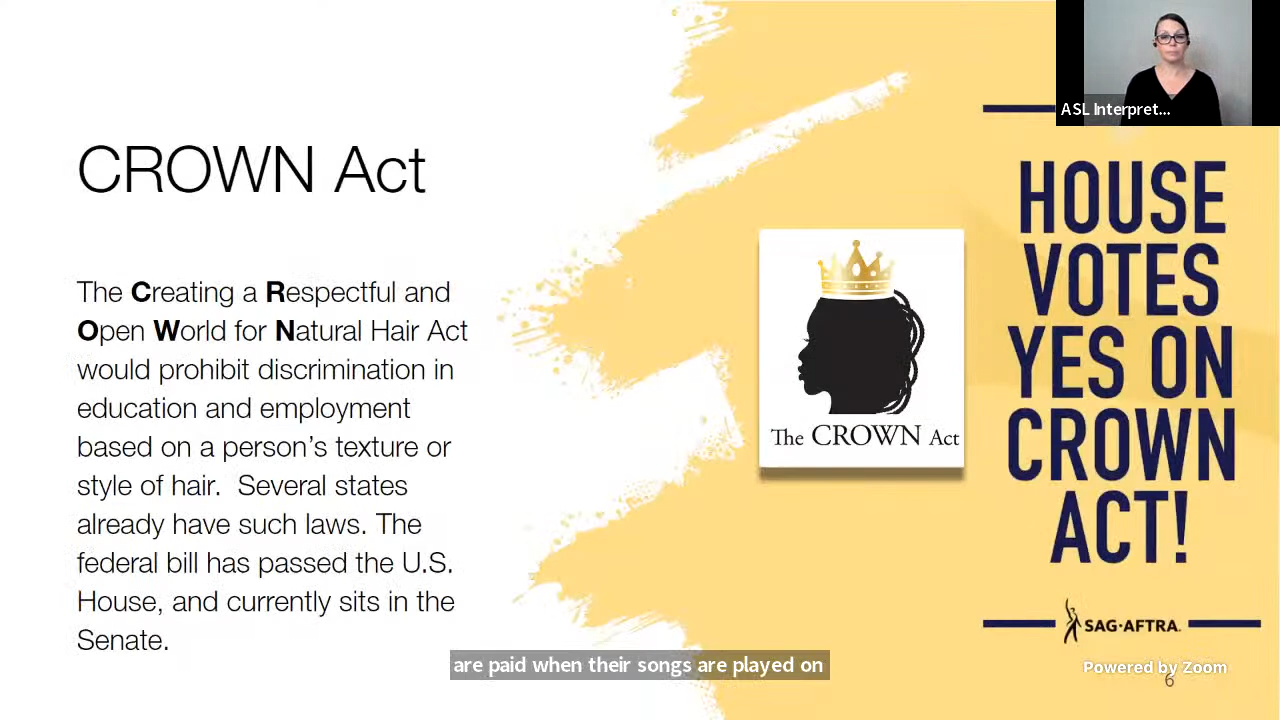 CROWN Act
The Creating a Respectful and
Open World for Natural Hair Act
would prohibit discrimination in
education and employment
based on a person’s texture or
style of hair.  Several states
already have such laws. The
federal bill has passed the U.S.
House, and currently sits in the
Senate.
The CROWN Act
ASL Interpret...
HOUSE
VOTES
YES ON
CROWN
ACT!
SAG·AFTRA.
are paid when their songs are played on
Powered by Zoom
6